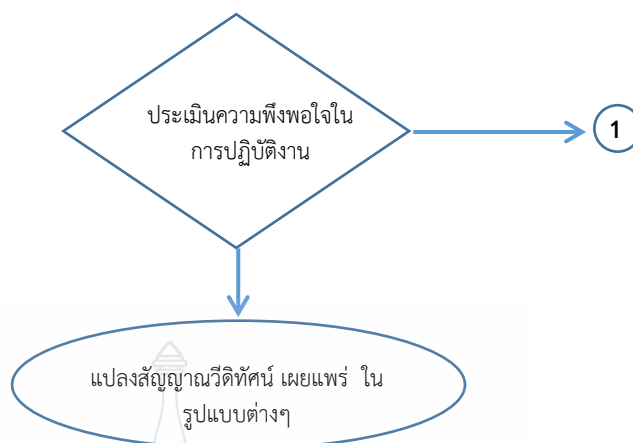 ประเมินความพึงพอใจใน
การปฏิบัติงาน
1
แปลงสัญญาณวีดิทัศน์ เผยแพร่ ใน
รูปแบบต่างๆ